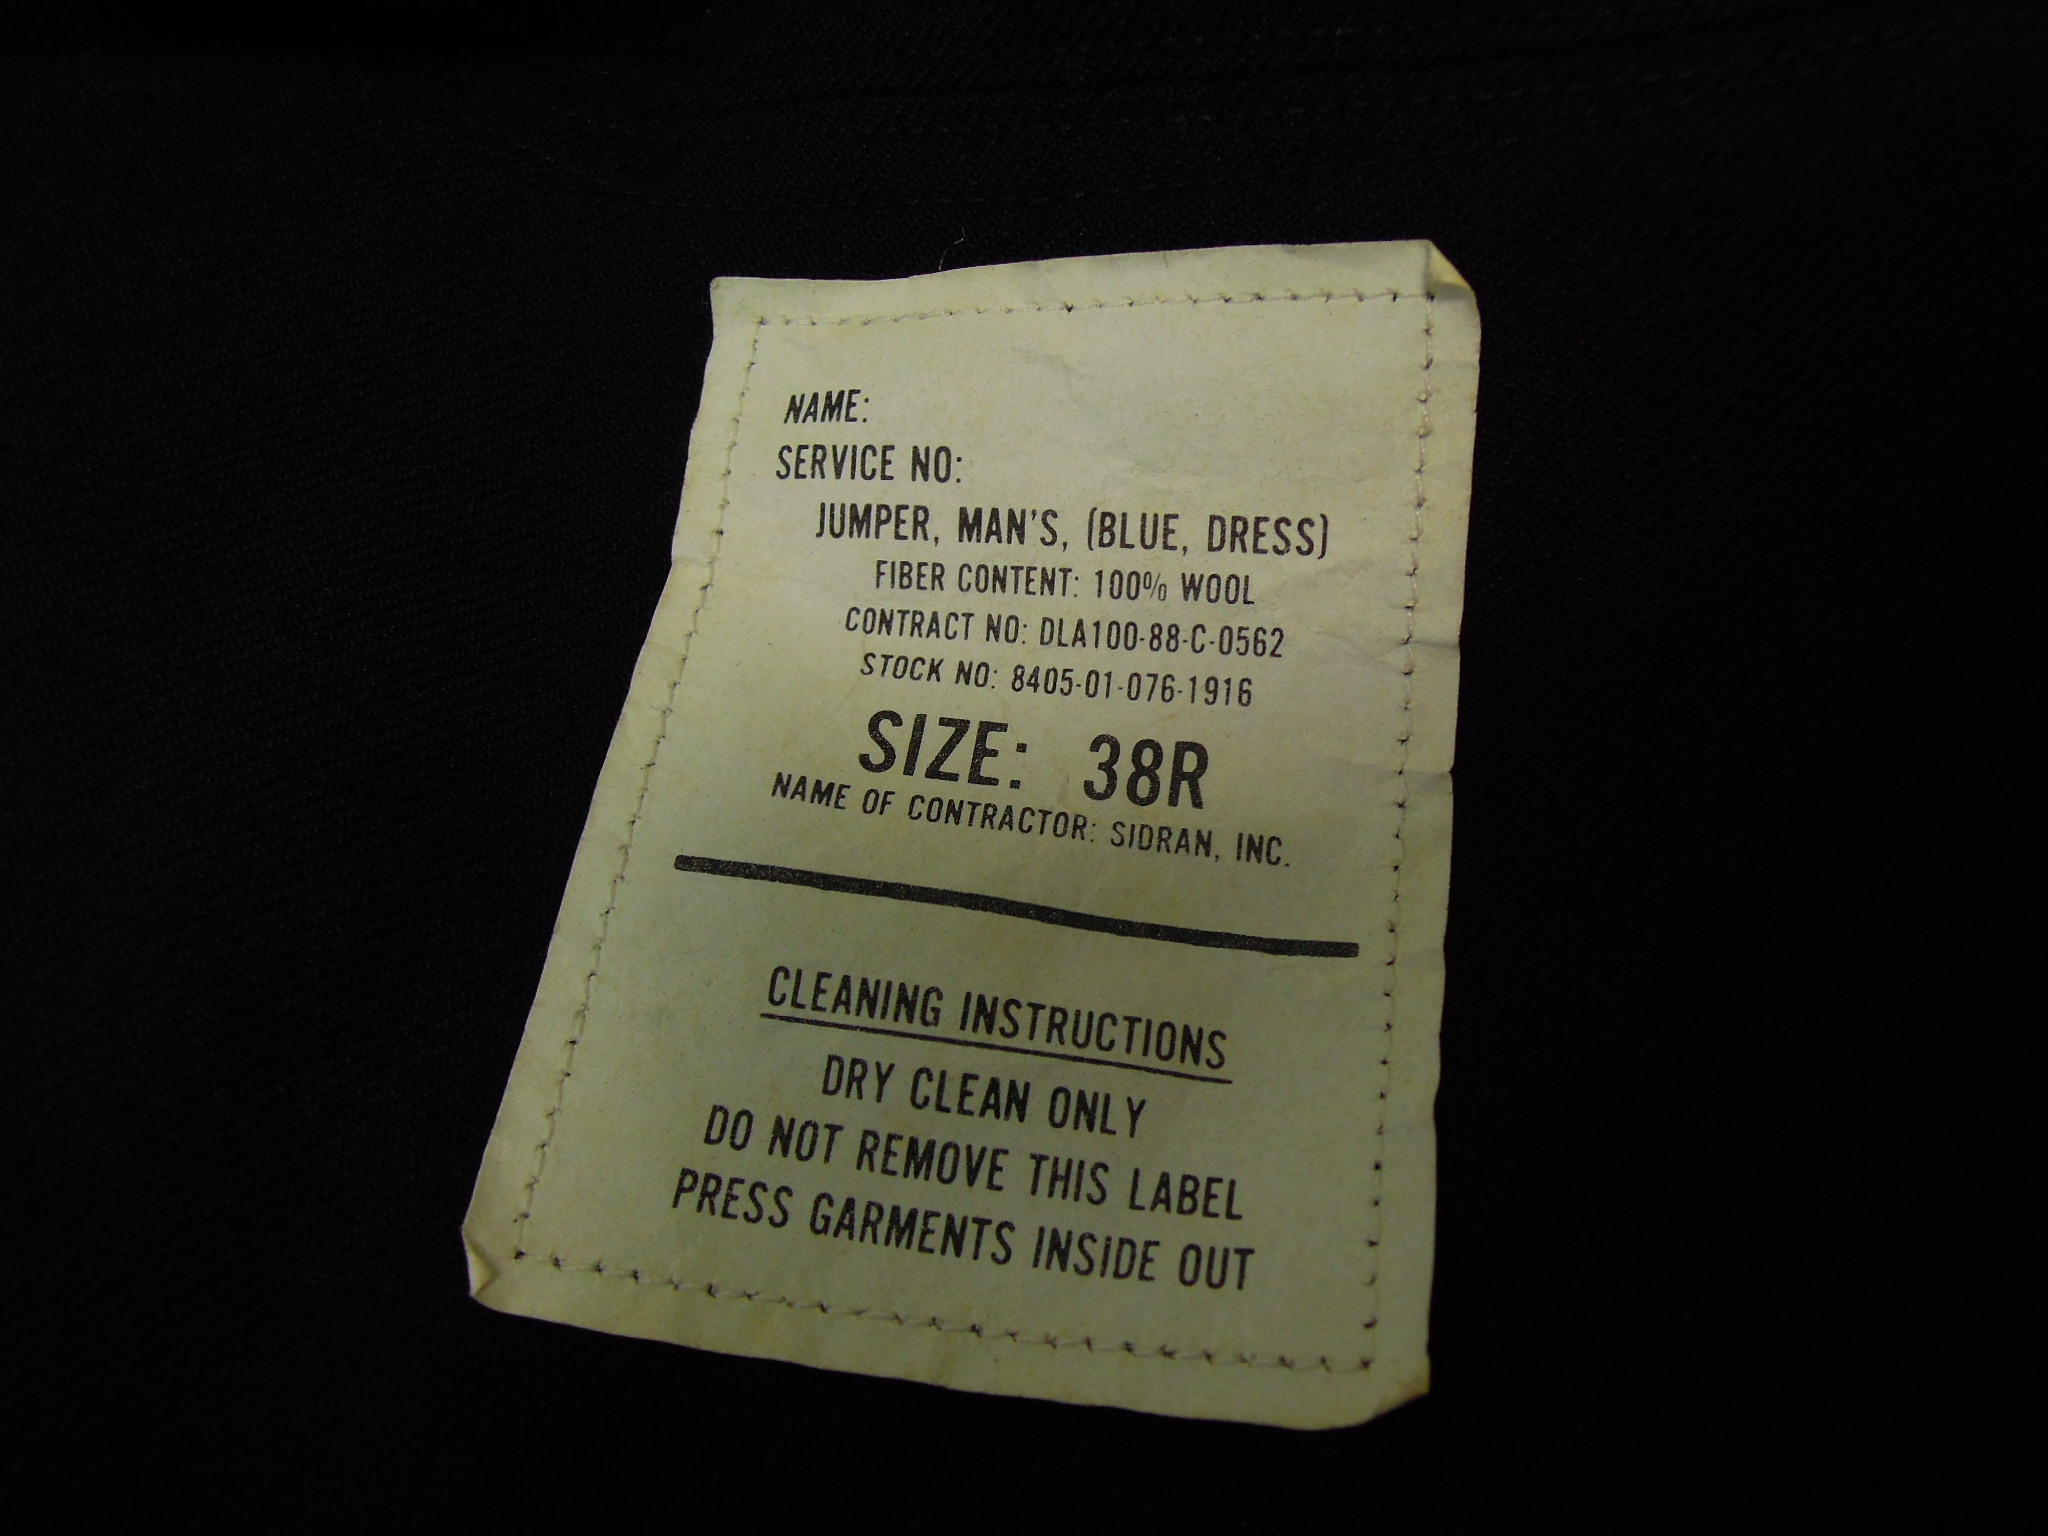 NAME:
SERVICE NO:
JUMPER, MAN'S, (BLUE, DRESS)
FIBER CONTENT: 100% WOOL
CONTRACT NO: DLA100-88-C-0562
STOCK NO: 8405-01-076-1916
SIZE: 38R
NAME OF CONTRACTOR: SIDRAN, INC.
CLEANING INSTRUCTIONS
DRY CLEAN ONLY
DO NOT REMOVE THIS LABEL
PRESS GARMENTS INSIDE OUT